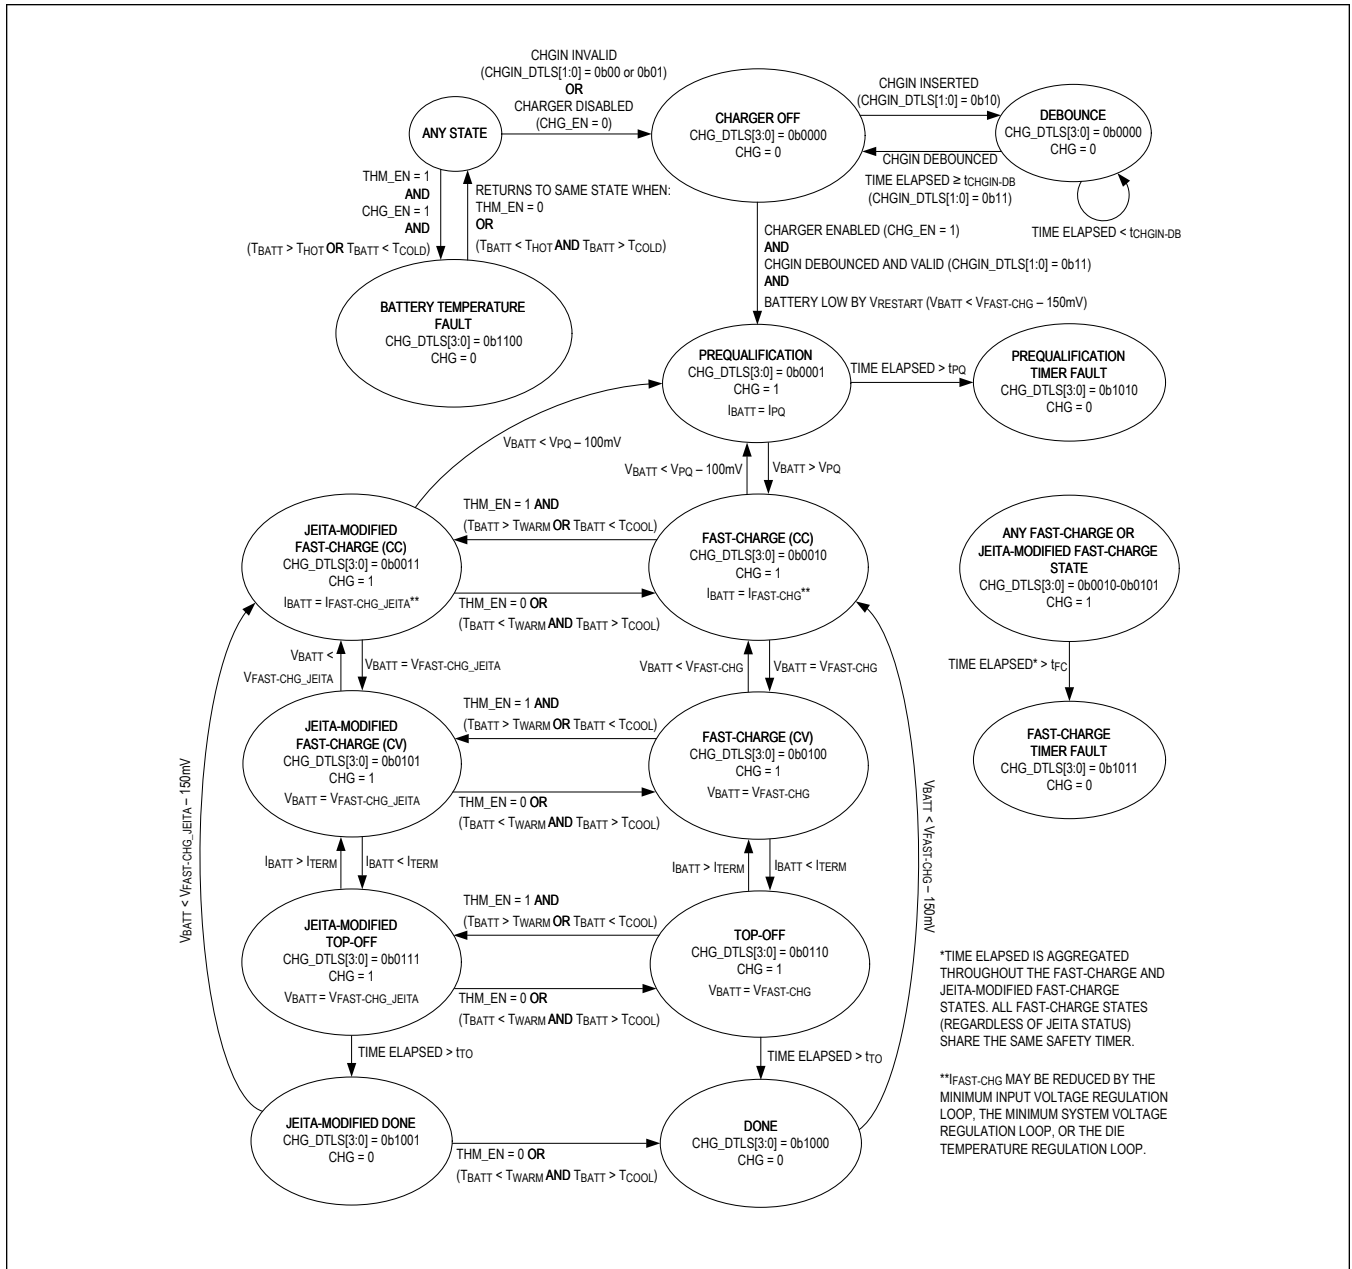 CHGIN INVALID
(CHGIN_DTLS[1:0] = 0b00 or 0b01)
OR
CHARGER DISABLED
(CHG_EN = 0)
ANY STATE
CHARGER OFF
CHG_DTLS[3:0] = 0b0000
CHG = 0
CHGIN INSERTED
(CHGIN_DTLS[1:0] = 0b10)
DEBOUNCE
CHG_DTLS[3:0] = 0b0000
CHG = 0
CHGIN DEBOUNCED
TIME ELAPSED ≥ tCHGIN-DB
(CHGIN_DTLS[1:0] = 0b11)
TIME ELAPSED < tCHGIN-DB
THM_EN = 1
AND
CHG_EN = 1
AND
(TBATT > THOT OR TBATT < TCOLD)
RETURNS TO SAME STATE WHEN:
THM_EN = 0
OR
(TBATT < THOT AND TBATT > TCOLD)
CHARGER ENABLED (CHG_EN = 1)
AND
CHGIN DEBOUNCED AND VALID (CHGIN_DTLS[1:0] = 0b11)
AND
BATTERY LOW BY VRESTART (VBATT < VFAST-CHG – 150mV)
BATTERY TEMPERATURE
FAULT
CHG_DTLS[3:0] = 0b1100
CHG = 0
PREQUALIFICATION
CHG_DTLS[3:0] = 0b0001
CHG = 1
IBATT = IPQ
TIME ELAPSED > tPQ
PREQUALIFICATION
TIMER FAULT
CHG_DTLS[3:0] = 0b1010
CHG = 0
VBATT < VPQ – 100mV
VBATT < VPQ – 100mV
VBATT > VPQ
JEITA-MODIFIED
FAST-CHARGE (CC)
CHG_DTLS[3:0] = 0b0011
CHG = 1
IBATT = IFAST-CHG_JEITA**
THM_EN = 1 AND
(TBATT > TWARM OR TBATT < TCOOL)
THM_EN = 0 OR
(TBATT < TWARM AND TBATT > TCOOL)
FAST-CHARGE (CC)
CHG_DTLS[3:0] = 0b0010
CHG = 1
IBATT = IFAST-CHG**
ANY FAST-CHARGE OR
JEITA-MODIFIED FAST-CHARGE
STATE
CHG_DTLS[3:0] = 0b0010-0b0101
CHG = 1
VBATT <
VFAST-CHG_JEITA
VBATT = VFAST-CHG_JEITA
VBATT < VFAST-CHG
VBATT = VFAST-CHG
TIME ELAPSED* > tFC
JEITA-MODIFIED
FAST-CHARGE (CV)
CHG_DTLS[3:0] = 0b0101
CHG = 1
VBATT = VFAST-CHG_JEITA
THM_EN = 1 AND
(TBATT > TWARM OR TBATT < TCOOL)
THM_EN = 0 OR
(TBATT < TWARM AND TBATT > TCOOL)
FAST-CHARGE (CV)
CHG_DTLS[3:0] = 0b0100
CHG = 1
VBATT = VFAST-CHG
FAST-CHARGE
TIMER FAULT
CHG_DTLS[3:0] = 0b1011
CHG = 0
VBATT < VFAST-CHG_JEITA – 150mV
VBATT < VFAST-CHG – 150mV
IBATT > ITERM
IBATT < ITERM
IBATT > ITERM
IBATT < ITERM
JEITA-MODIFIED
TOP-OFF
CHG_DTLS[3:0] = 0b0111
CHG = 1
VBATT = VFAST-CHG_JEITA
THM_EN = 1 AND
(TBATT > TWARM OR TBATT < TCOOL)
THM_EN = 0 OR
(TBATT < TWARM AND TBATT > TCOOL)
TOP-OFF
CHG_DTLS[3:0] = 0b0110
CHG = 1
VBATT = VFAST-CHG
*TIME ELAPSED IS AGGREGATED
THROUGHOUT THE FAST-CHARGE AND
JEITA-MODIFIED FAST-CHARGE
STATES. ALL FAST-CHARGE STATES
(REGARDLESS OF JEITA STATUS)
SHARE THE SAME SAFETY TIMER.
TIME ELAPSED > tTO
TIME ELAPSED > tTO
**IFAST-CHG MAY BE REDUCED BY THE
MINIMUM INPUT VOLTAGE REGULATION
LOOP, THE MINIMUM SYSTEM VOLTAGE
REGULATION LOOP, OR THE DIE
TEMPERATURE REGULATION LOOP.
JEITA-MODIFIED DONE
CHG_DTLS[3:0] = 0b1001
CHG = 0
THM_EN = 0 OR
(TBATT < TWARM AND TBATT > TCOOL)
DONE
CHG_DTLS[3:0] = 0b1000
CHG = 0